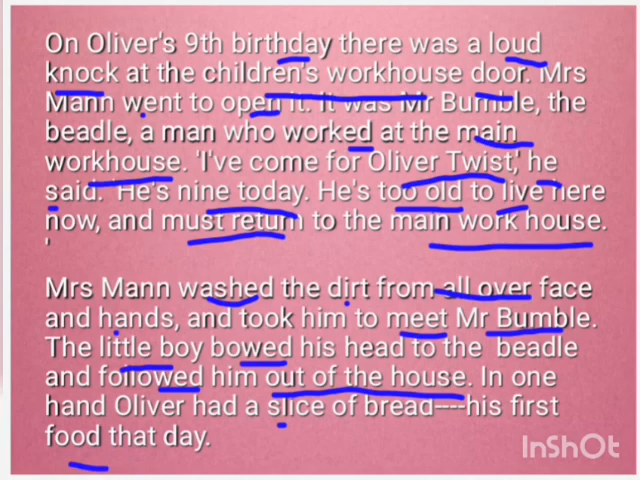 On Oliver's 9th birthday there was a loud
knock at the children's workhouse door. Mrs
Mann went to open it. It was Mr Bumble, the
beadle, a man who worked at the main
workhouse. 'I've come for Oliver Twist,' he
said. 'He's nine today. He's too old to live here
now, and must return to the main work house.
'
Mrs Mann washed the dirt from all over face
and hands, and took him to meet Mr Bumble.
The little boy bowed his head to the beadle
and followed him out of the house. In one
hand Oliver had a slice of bread----his first
food that day.
InShOt